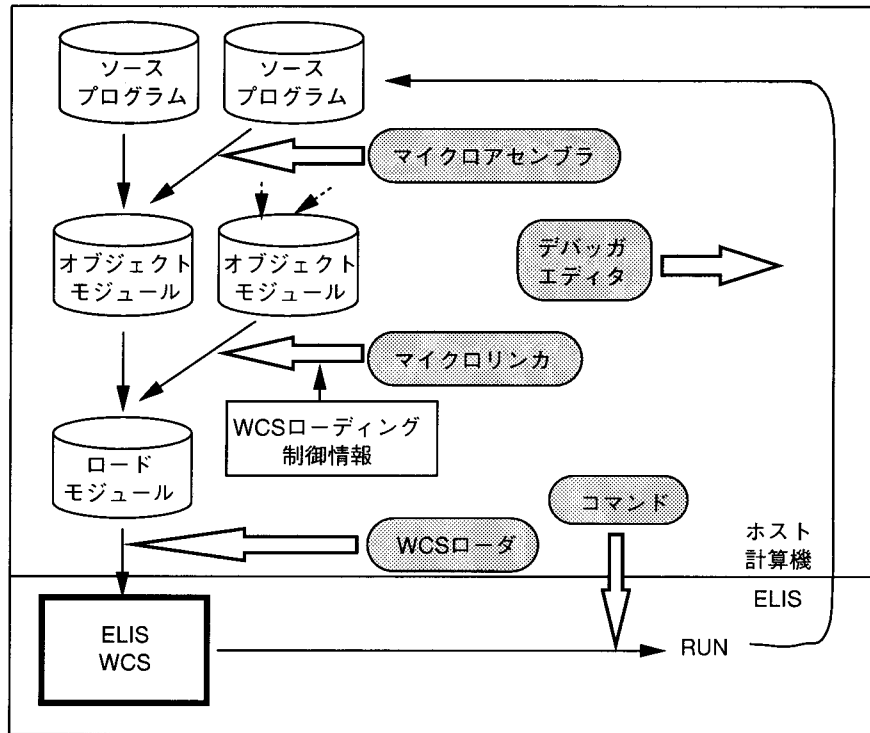 ソース
プログラム
ソース
プログラム
マイクロアセンブラ
オブジェクト
モジュール
オブジェクト
モジュール
デバッガ
エディタ
マイクロリンカ
WCSローディング
制御情報
ロード
モジュール
コマンド
WCSローダ
ホスト
計算機
ELIS
ELIS
WCS
RUN